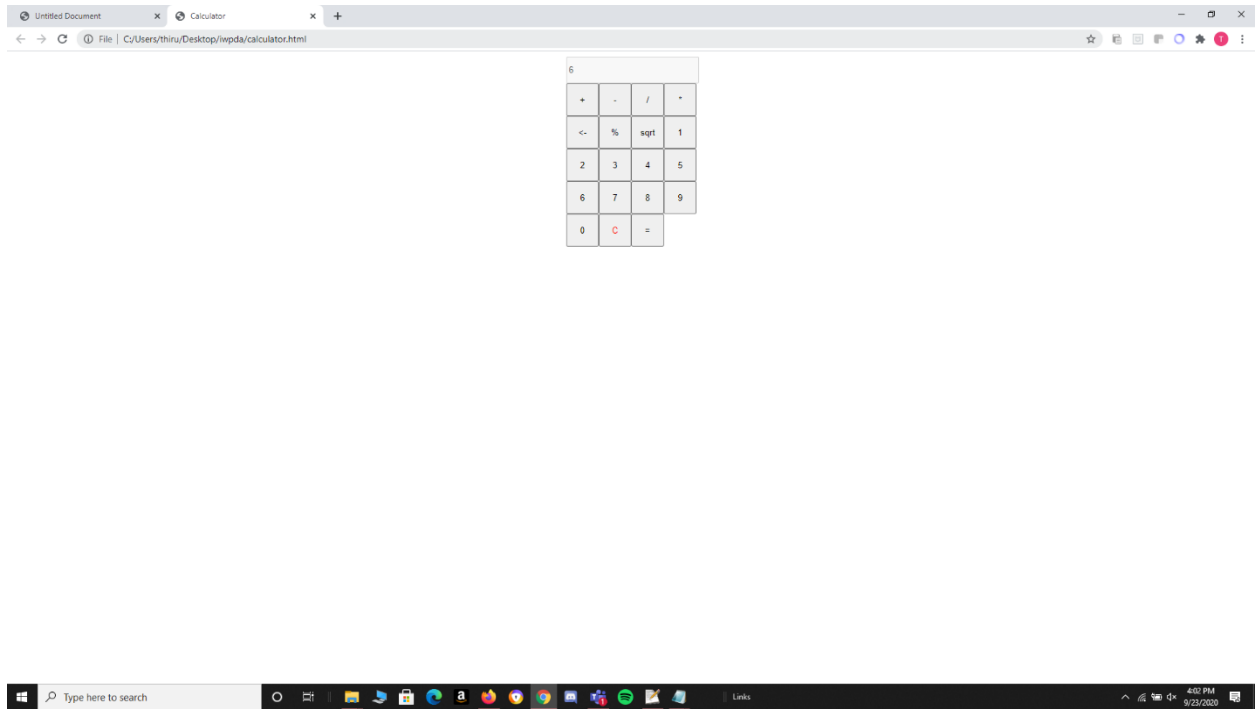 Untitled Document
Calculator
File | C:/Users/thiru/Desktop/iwpda/calculator.html
T
6
+ - / *
<- % sqrt 1
2 3 4 5
6 7 8 9
0 C =
Type here to search
Links
4:02 PM
9/23/2020